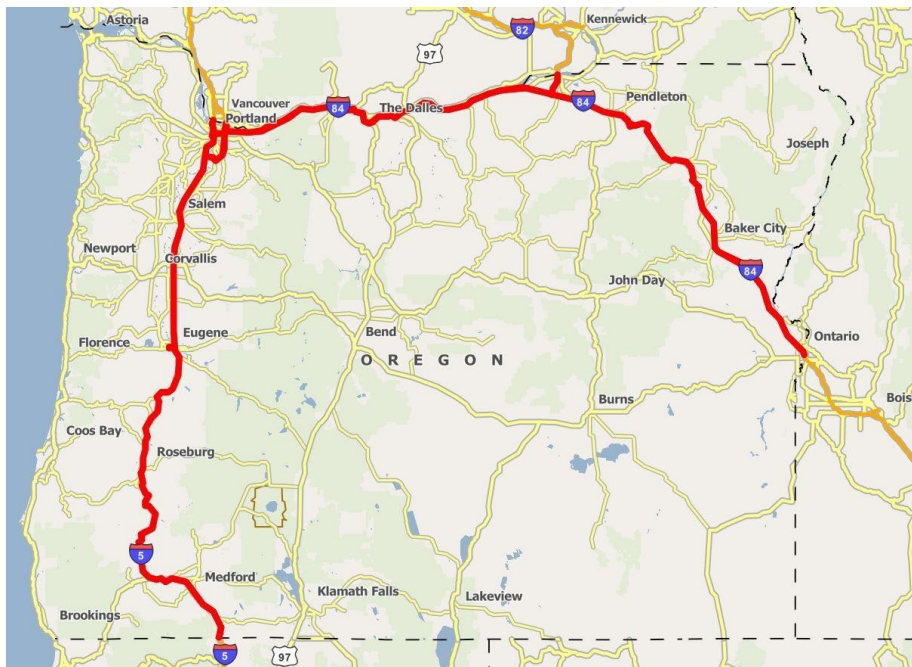 Astoria
Kennewick
82
97
Vancouver
Portland
84
The Dalles
84
Pendleton
Joseph
Salem
Baker City
Newport
Corvallis
84
John Day
Florence
Eugene
Bend
Ontario
OREGON
Burns
Bois
Coos Bay
Roseburg
5
Medford
Klamath Falls
Lakeview
Brookings
5
97